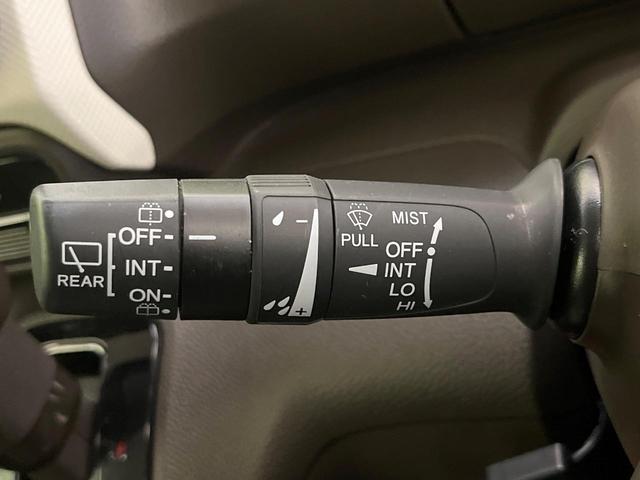 REAR
OFF
INT
ON
−
+
PULL
MIST
OFF
INT
LO
HI